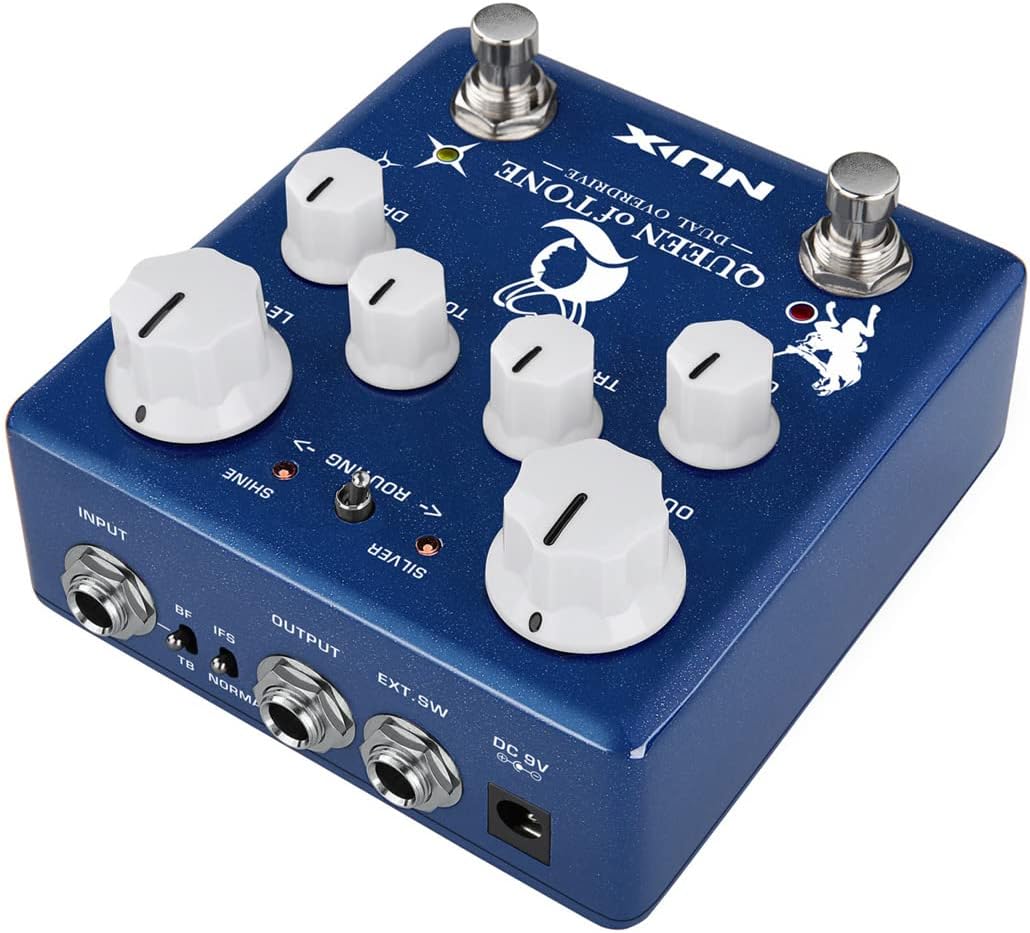 NUX
QUEEN of TONE
— DUAL OVERDRIVE —
<- ROUTING ->
SHINE
SILVER
INPUT
BF
TB
IFS
OUTPUT
EXT.SW
DC 9V